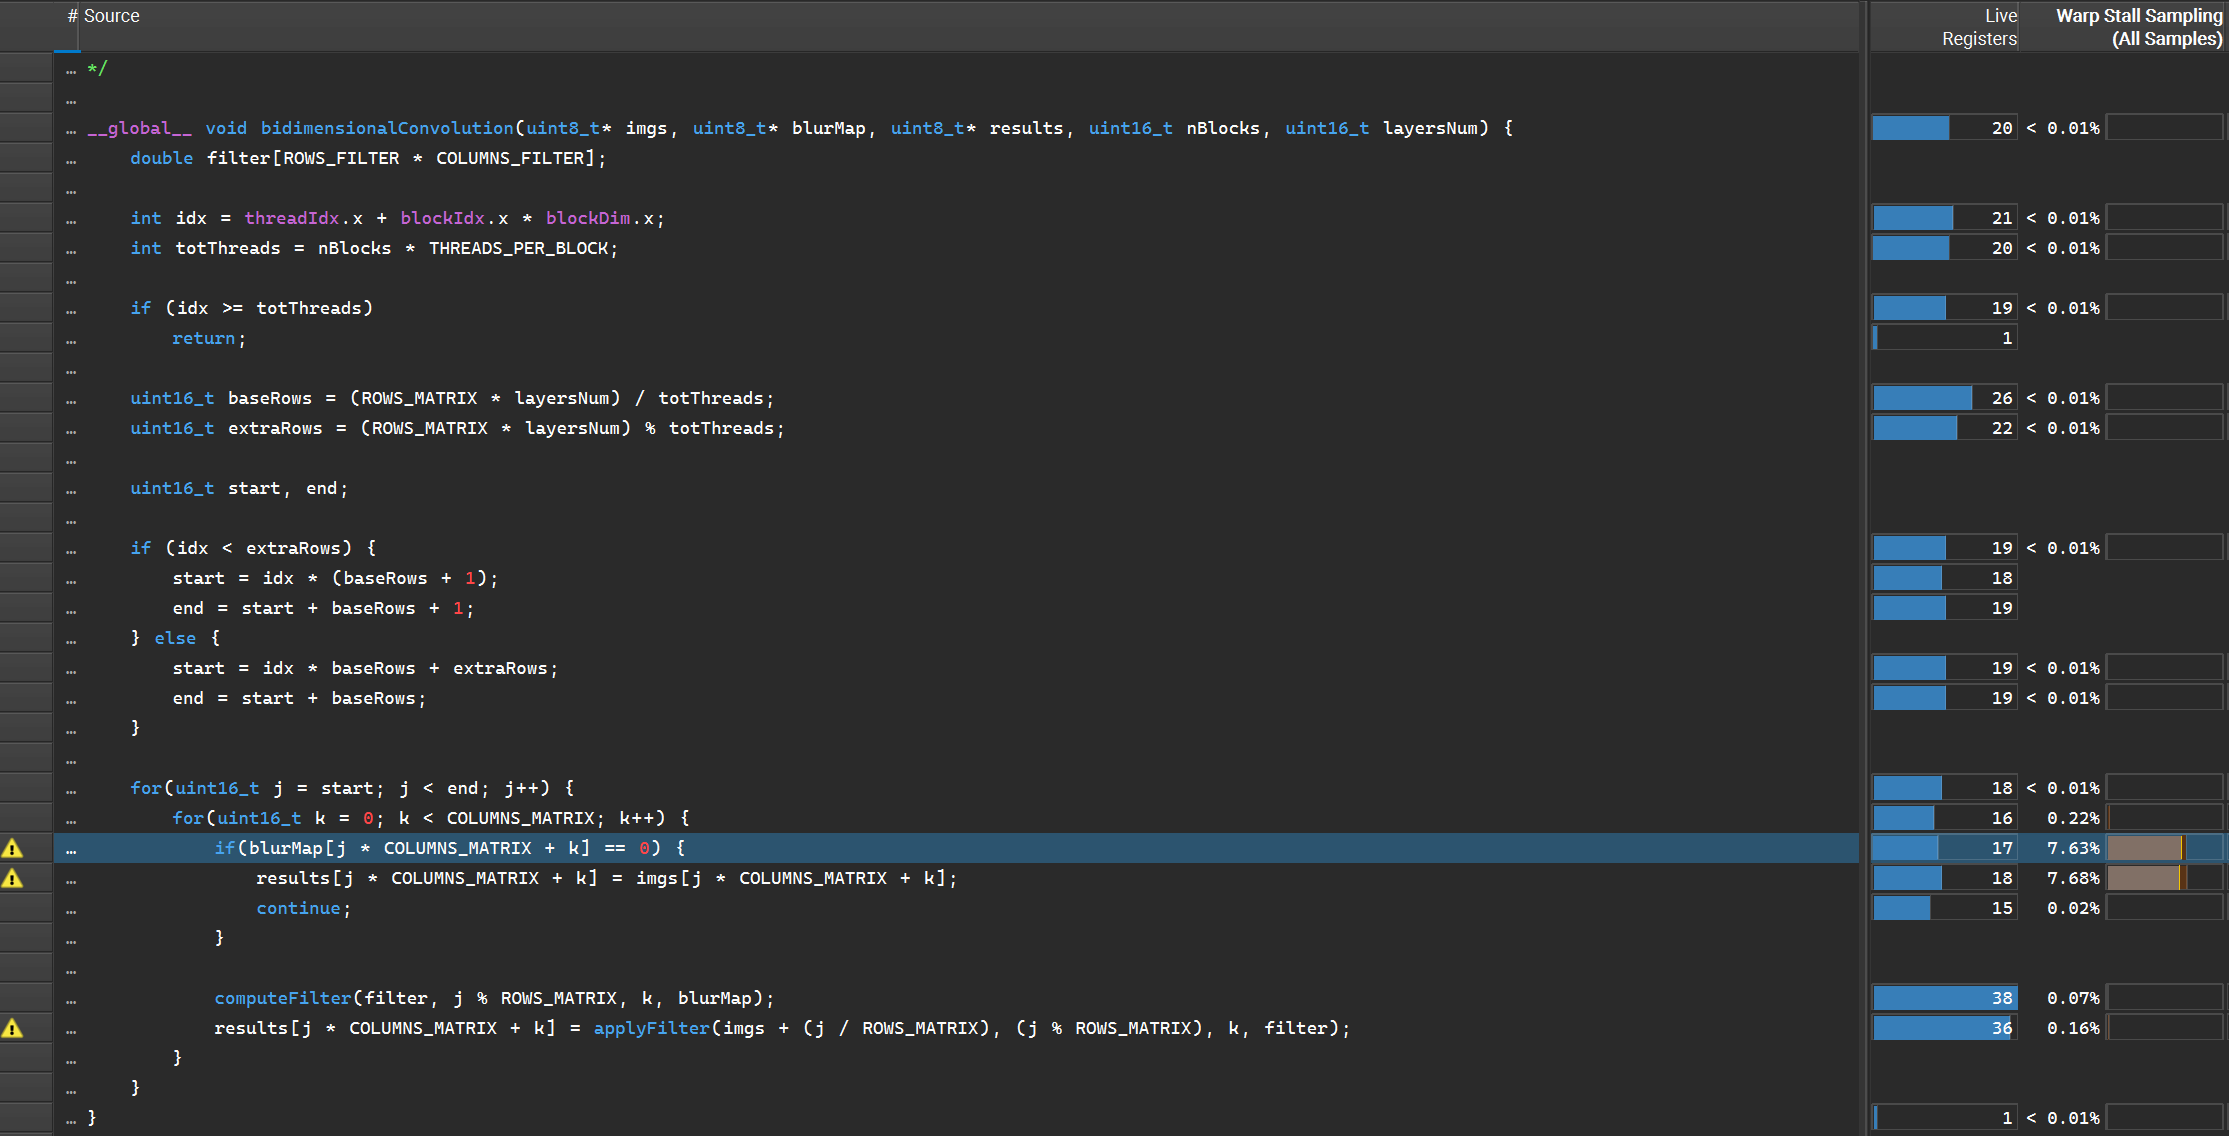 # Source Live Registers Warp Stall Sampling (All Samples)
… */
…
… __global__ void bidimensionalConvolution(uint8_t* imgs, uint8_t* blurMap, uint8_t* results, uint16_t nBlocks, uint16_t layersNum) { 20 < 0.01%
… double filter[ROWS_FILTER * COLUMNS_FILTER];
…
… int idx = threadIdx.x + blockIdx.x * blockDim.x; 21 < 0.01%
… int totThreads = nBlocks * THREADS_PER_BLOCK; 20 < 0.01%
…
… if (idx >= totThreads) 19 < 0.01%
… return; 1
…
… uint16_t baseRows = (ROWS_MATRIX * layersNum) / totThreads; 26 < 0.01%
… uint16_t extraRows = (ROWS_MATRIX * layersNum) % totThreads; 22 < 0.01%
…
… uint16_t start, end;
…
… if (idx < extraRows) { 19 < 0.01%
… start = idx * (baseRows + 1); 18
… end = start + baseRows + 1; 19
… } else {
… start = idx * baseRows + extraRows; 19 < 0.01%
… end = start + baseRows; 19 < 0.01%
… }
…
… for(uint16_t j = start; j < end; j++) { 18 < 0.01%
… for(uint16_t k = 0; k < COLUMNS_MATRIX; k++) { 16 0.22%
… if(blurMap[j * COLUMNS_MATRIX + k] == 0) { 17 7.63%
… results[j * COLUMNS_MATRIX + k] = imgs[j * COLUMNS_MATRIX + k]; 18 7.68%
… continue; 15 0.02%
… }
…
… computeFilter(filter, j % ROWS_MATRIX, k, blurMap); 38 0.07%
… results[j * COLUMNS_MATRIX + k] = applyFilter(imgs + (j / ROWS_MATRIX), (j % ROWS_MATRIX), k, filter); 36 0.16%
… }
… }
… } 1 < 0.01%